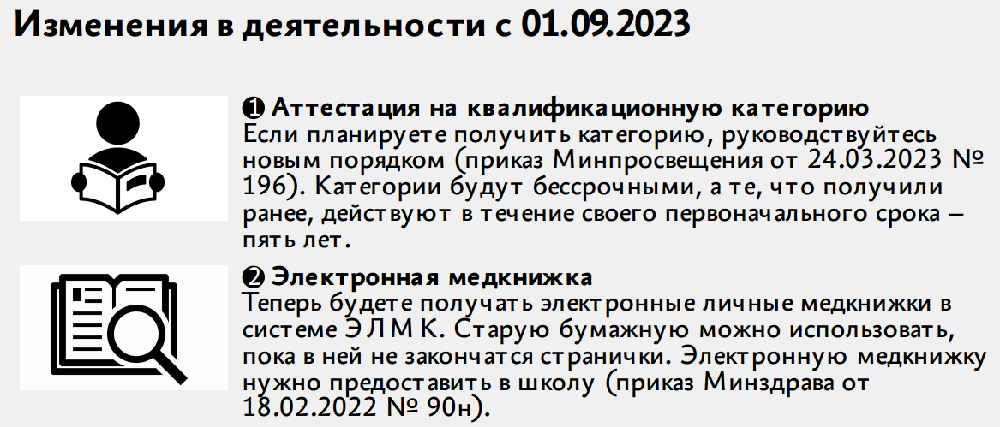 Изменения в деятельности с 01.09.2023
❶ Аттестация на квалификационную категорию
Если планируете получить категорию, руководствуйтесь
новым порядком (приказ Минпросвещения от 24.03.2023 №
196). Категории будут бессрочными, а те, что получили
ранее, действуют в течение своего первоначального срока –
пять лет.
❷ Электронная медкнижка
Теперь будете получать электронные личные медкнижки в
системе Э Л М К. Старую бумажную можно использовать,
пока в ней не закончатся странички. Электронную медкнижку
нужно предоставить в школу (приказ Минздрава от
18.02.2022 № 90н).